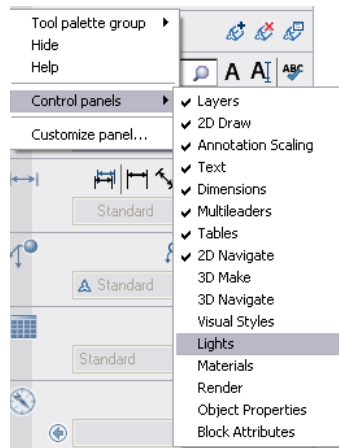 Tool palette group
Hide
Help
Control panels
Customize panel...
A AI ABC
Layers
2D Draw
Annotation Scaling
Text
Dimensions
Multileaders
Tables
2D Navigate
3D Make
3D Navigate
Visual Styles
Lights
Materials
Render
Object Properties
Block Attributes
Standard
Standard
Standard